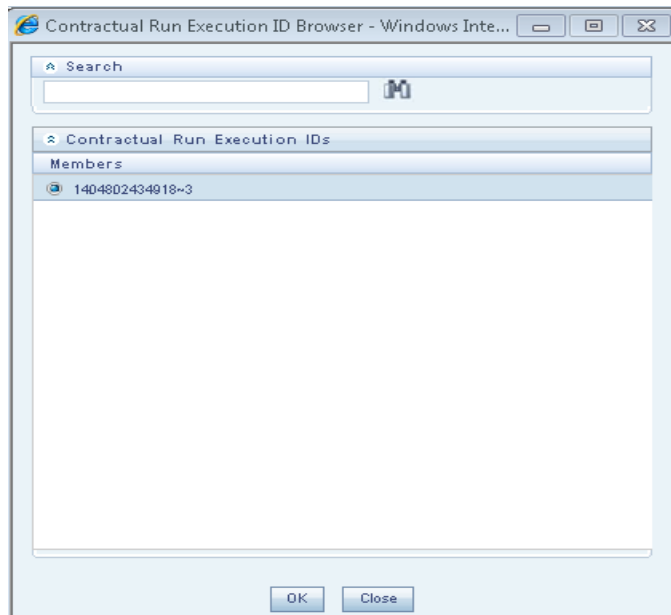 Contractual Run Execution ID Browser - Windows Inte...
Search
Contractual Run Execution IDs
Members
1404802434918~3
OK
Close